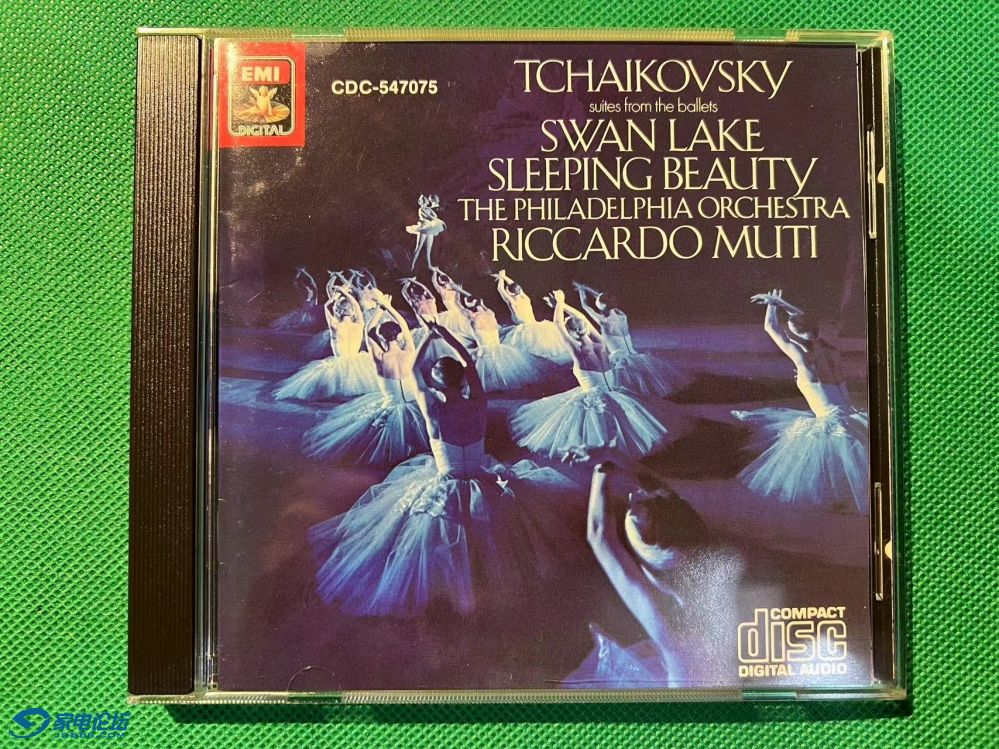 EMI
DIGITAL
CDC-547075
TCHAIKOVSKY
suites from the ballets
SWAN LAKE
SLEEPING BEAUTY
THE PHILADELPHIA ORCHESTRA
RICCARDO MUTI
COMPACT
disc
DIGITAL AUDIO
家电论坛